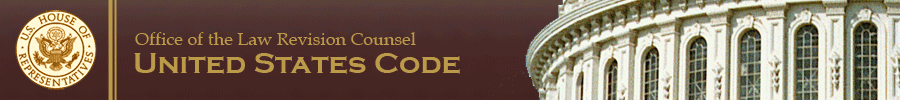 U.S. HOUSE OF
REPRESENTATIVES
Office of the Law Revision Counsel
UNITED STATES CODE